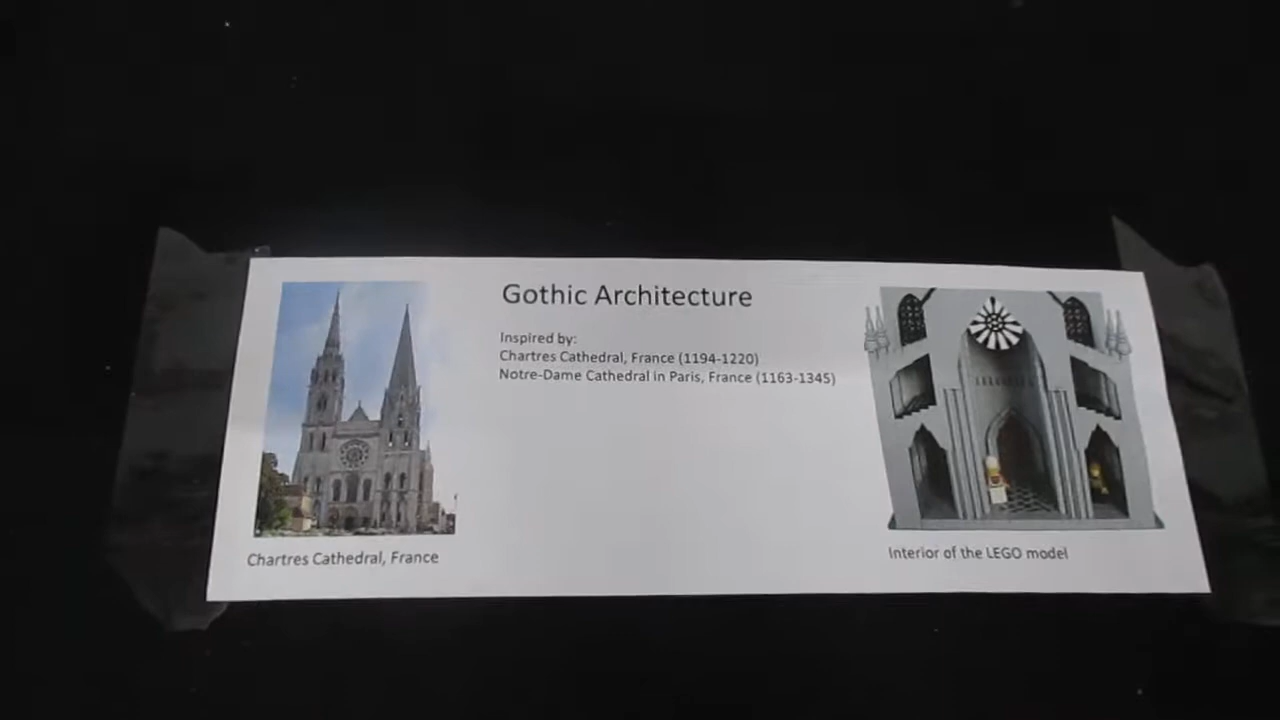 Gothic Architecture
Inspired by:
Chartres Cathedral, France (1194-1220)
Notre-Dame Cathedral in Paris, France (1163-1345)
Chartres Cathedral, France
Interior of the LEGO model